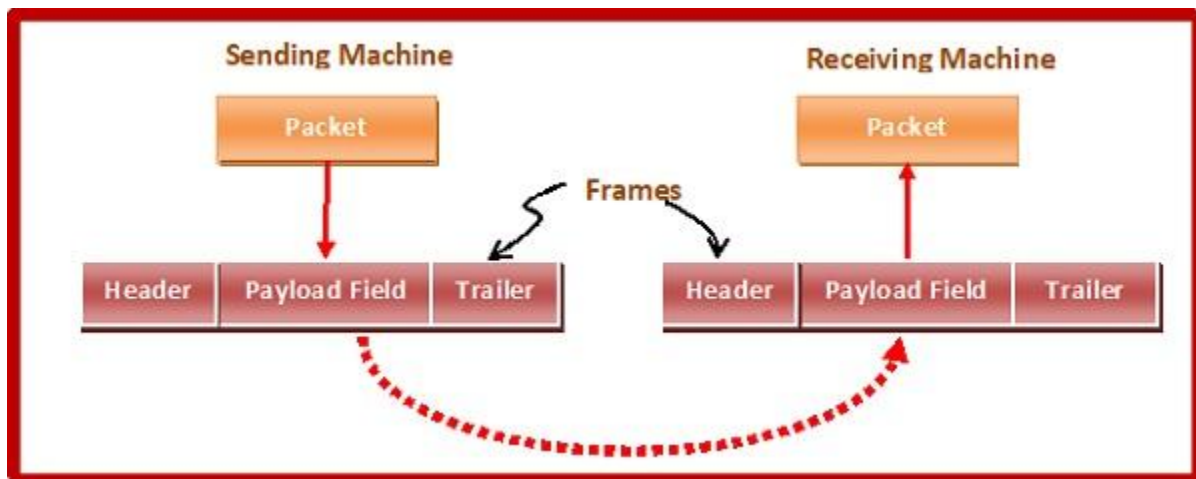 Sending Machine
Receiving Machine
Packet
Packet
Frames
Header Payload Field Trailer
Header Payload Field Trailer